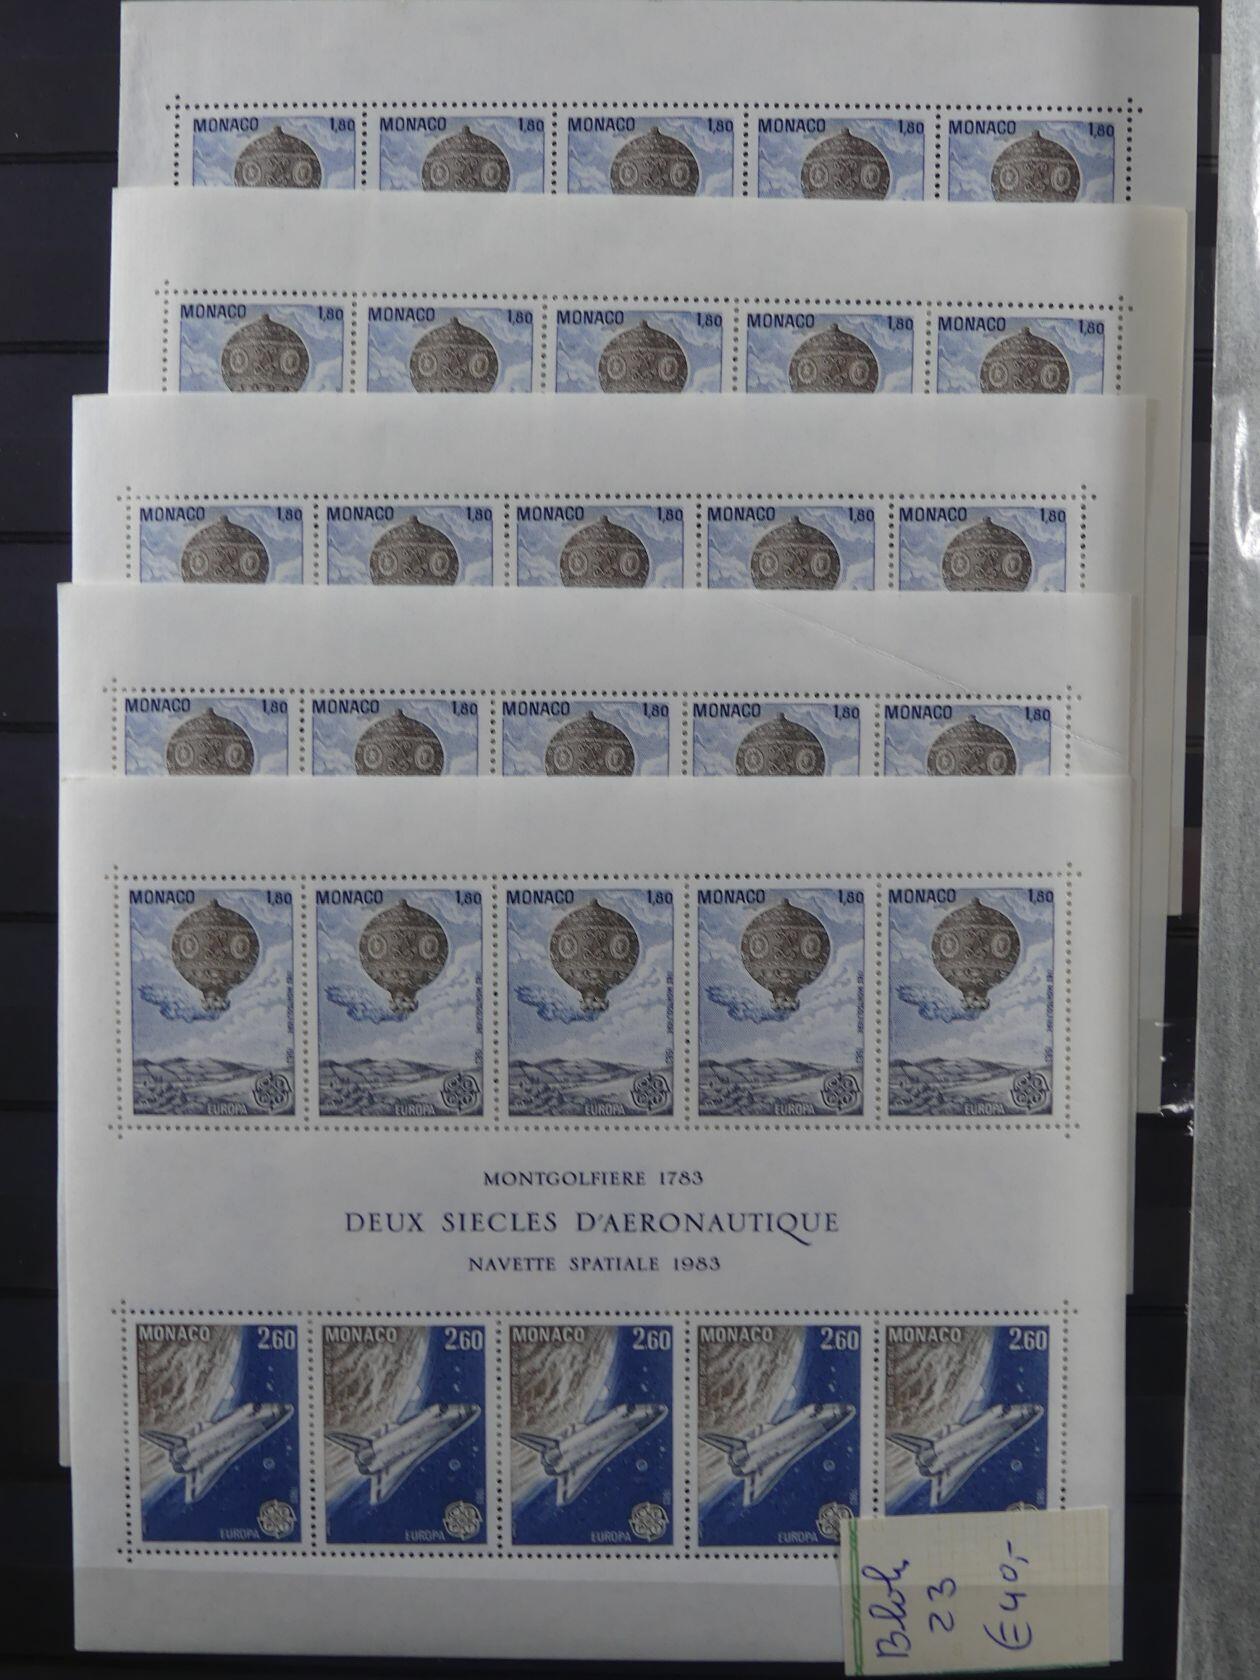 MONACO 1,80 MONACO 1,80 MONACO 1,80 MONACO 1,80 MONACO 1,80
MONACO 1,80 MONACO 1,80 MONACO 1,80 MONACO 1,80 MONACO 1,80
MONACO 1,80 MONACO 1,80 MONACO 1,80 MONACO 1,80 MONACO 1,80
MONACO 1,80 MONACO 1,80 MONACO 1,80 MONACO 1,80 MONACO 1,80
MONACO 1,80 MONACO 1,80 MONACO 1,80 MONACO 1,80 MONACO 1,80
EUROPA EUROPA EUROPA EUROPA EUROPA
MONTGOLFIERE 1783
DEUX SIECLES D'AERONAUTIQUE
NAVETTE SPATIALE 1983
MONACO 2.60 MONACO 2.60 MONACO 2.60 MONACO 2.60 MONACO 2.60
EUROPA EUROPA EUROPA EUROPA
Blok
23
€ 40,-